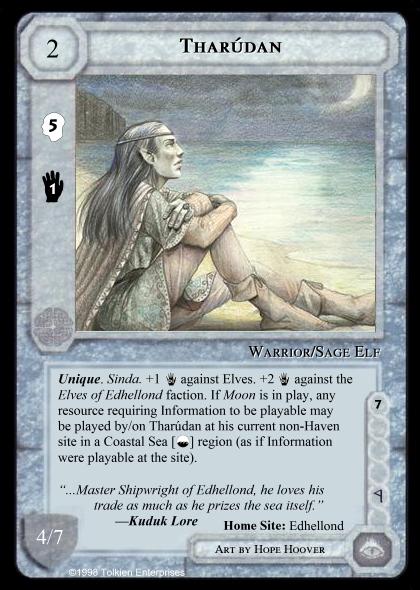 2
THARÚDAN
5
1
WARRIOR/SAGE ELF
Unique. Sinda. +1 against Elves. +2 against the
Elves of Edhellond faction. If Moon is in play, any
resource requiring Information to be playable may
be played by/on Tharúdan at his current non-Haven
site in a Coastal Sea [ ] region (as if Information
were playable at the site).
7
“...Master Shipwright of Edhellond, he loves his
trade as much as he prizes the sea itself.”
—Kuduk Lore
Home Site: Edhellond
4/7
ART BY HOPE HOOVER
©1998 Tolkien Enterprises